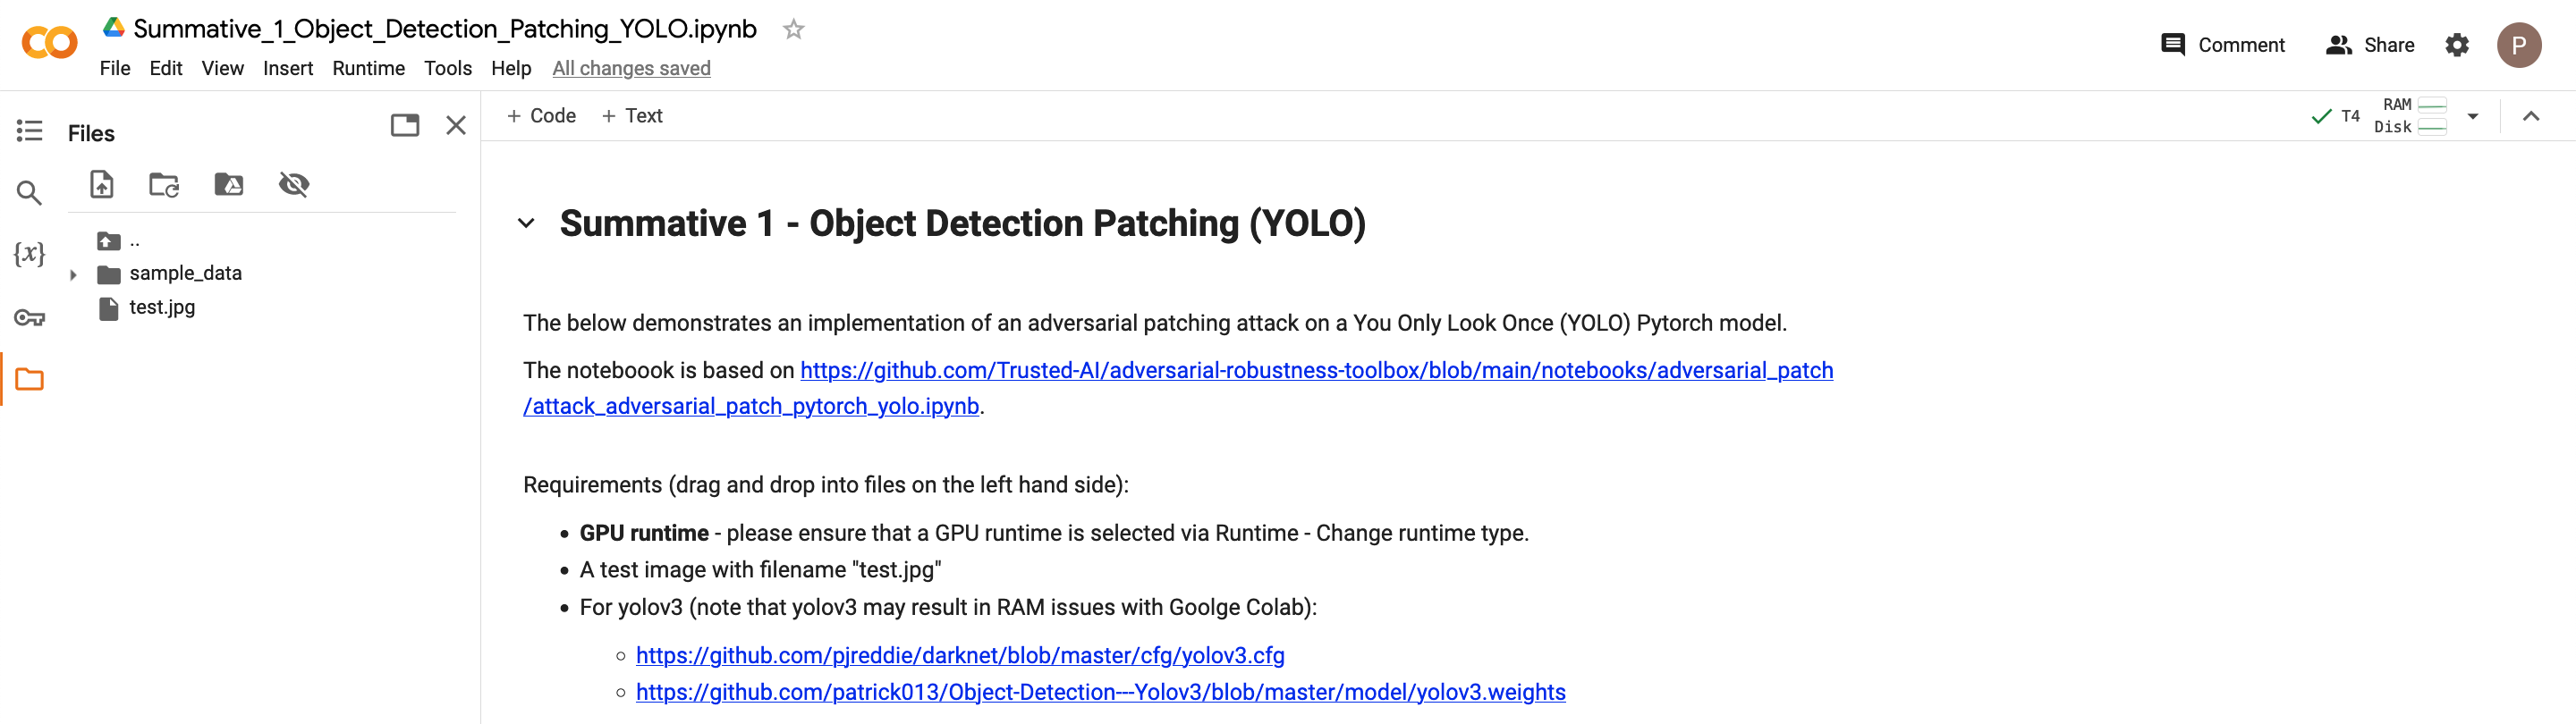 Summative_1_Object_Detection_Patching_YOLO.ipynb
File Edit View Insert Runtime Tools Help All changes saved
Comment Share P
Files
+ Code + Text
T4 RAM Disk
{x}
..
sample_data
test.jpg
Summative 1 - Object Detection Patching (YOLO)
The below demonstrates an implementation of an adversarial patching attack on a You Only Look Once (YOLO) Pytorch model.
The noteboook is based on https://github.com/Trusted-AI/adversarial-robustness-toolbox/blob/main/notebooks/adversarial_patch
/attack_adversarial_patch_pytorch_yolo.ipynb.
Requirements (drag and drop into files on the left hand side):
• GPU runtime - please ensure that a GPU runtime is selected via Runtime - Change runtime type.
• A test image with filename "test.jpg"
• For yolov3 (note that yolov3 may result in RAM issues with Goolge Colab):
◦ https://github.com/pjreddie/darknet/blob/master/cfg/yolov3.cfg
◦ https://github.com/patrick013/Object-Detection---Yolov3/blob/master/model/yolov3.weights